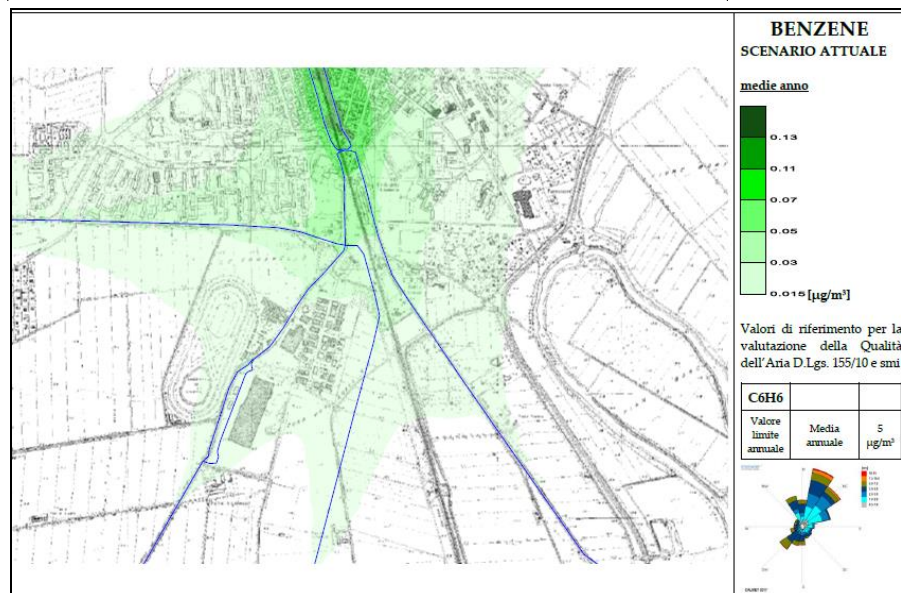 BENZENE
SCENARIO ATTUALE
medie anno
0.13
0.11
0.07
0.05
0.03
0.015 [µg/m³]
Valori di riferimento per la
valutazione della Qualità
dell'Aria D.Lgs. 155/10 e smi
C6H6
Valore limite annuale
Media annuale
5 µg/m³